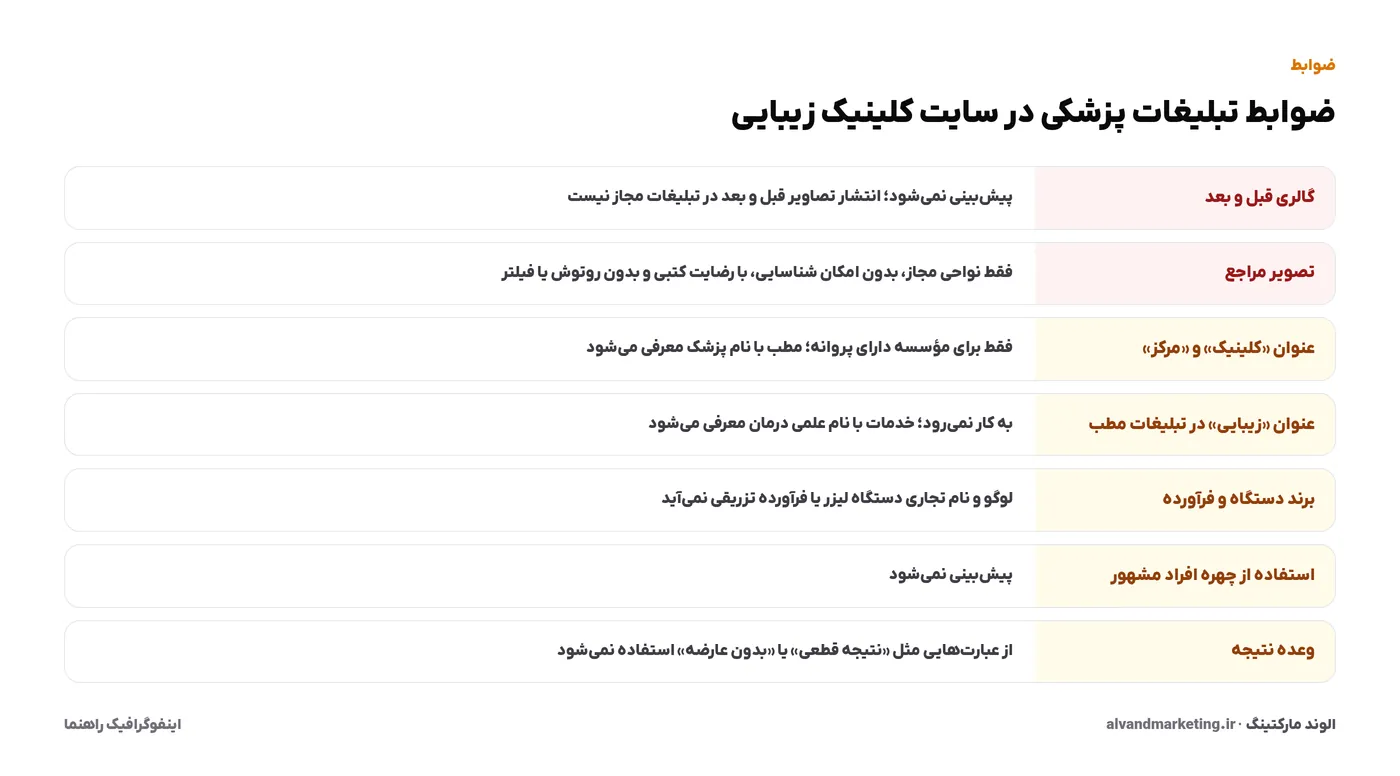 ضوابط
ضوابط تبلیغات پزشکی در سایت کلینیک زیبایی
گالری قبل و بعد
پیش‌بینی نمی‌شود؛ انتشار تصاویر قبل و بعد در تبلیغات مجاز نیست
تصویر مراجع
فقط نواحی مجاز، بدون امکان شناسایی، با رضایت کتبی و بدون روتوش یا فیلتر
عنوان «کلینیک» و «مرکز»
فقط برای مؤسسه دارای پروانه؛ مطب با نام پزشک معرفی می‌شود
عنوان «زیبایی» در تبلیغات مطب
به کار نمی‌رود؛ خدمات با نام علمی درمان معرفی می‌شود
برند دستگاه و فرآورده
لوگو و نام تجاری دستگاه لیزر یا فرآورده تزریقی نمی‌آید
استفاده از چهره افراد مشهور
پیش‌بینی نمی‌شود
وعده نتیجه
از عبارت‌هایی مثل «نتیجه قطعی» یا «بدون عارضه» استفاده نمی‌شود
الوند مارکتینگ · alvandmarketing.ir
اینفوگرافیک راهنما